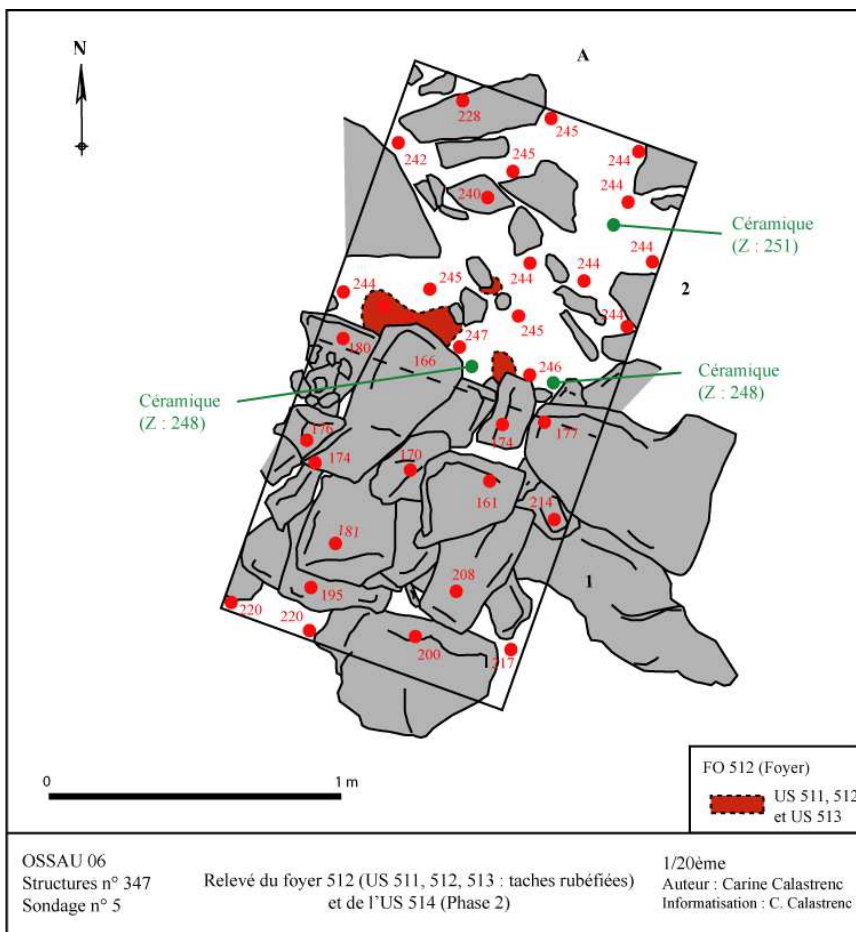 A
N
228
245
242
245
244
240
244
Céramique
(Z : 251)
244
244
244
2
244
245
245
244
247
180
166
246
Céramique
(Z : 248)
Céramique
(Z : 248)
176
174
177
174
170
161
214
181
208
1
195
220
220
200
217
0
1 m
FO 512 (Foyer)
US 511, 512
et US 513
OSSAU 06
Structures n° 347
Sondage n° 5
Relevé du foyer 512 (US 511, 512, 513 : taches rubéfiées)
et de l'US 514 (Phase 2)
1/20ème
Auteur : Carine Calastrenc
Informatisation : C. Calastrenc